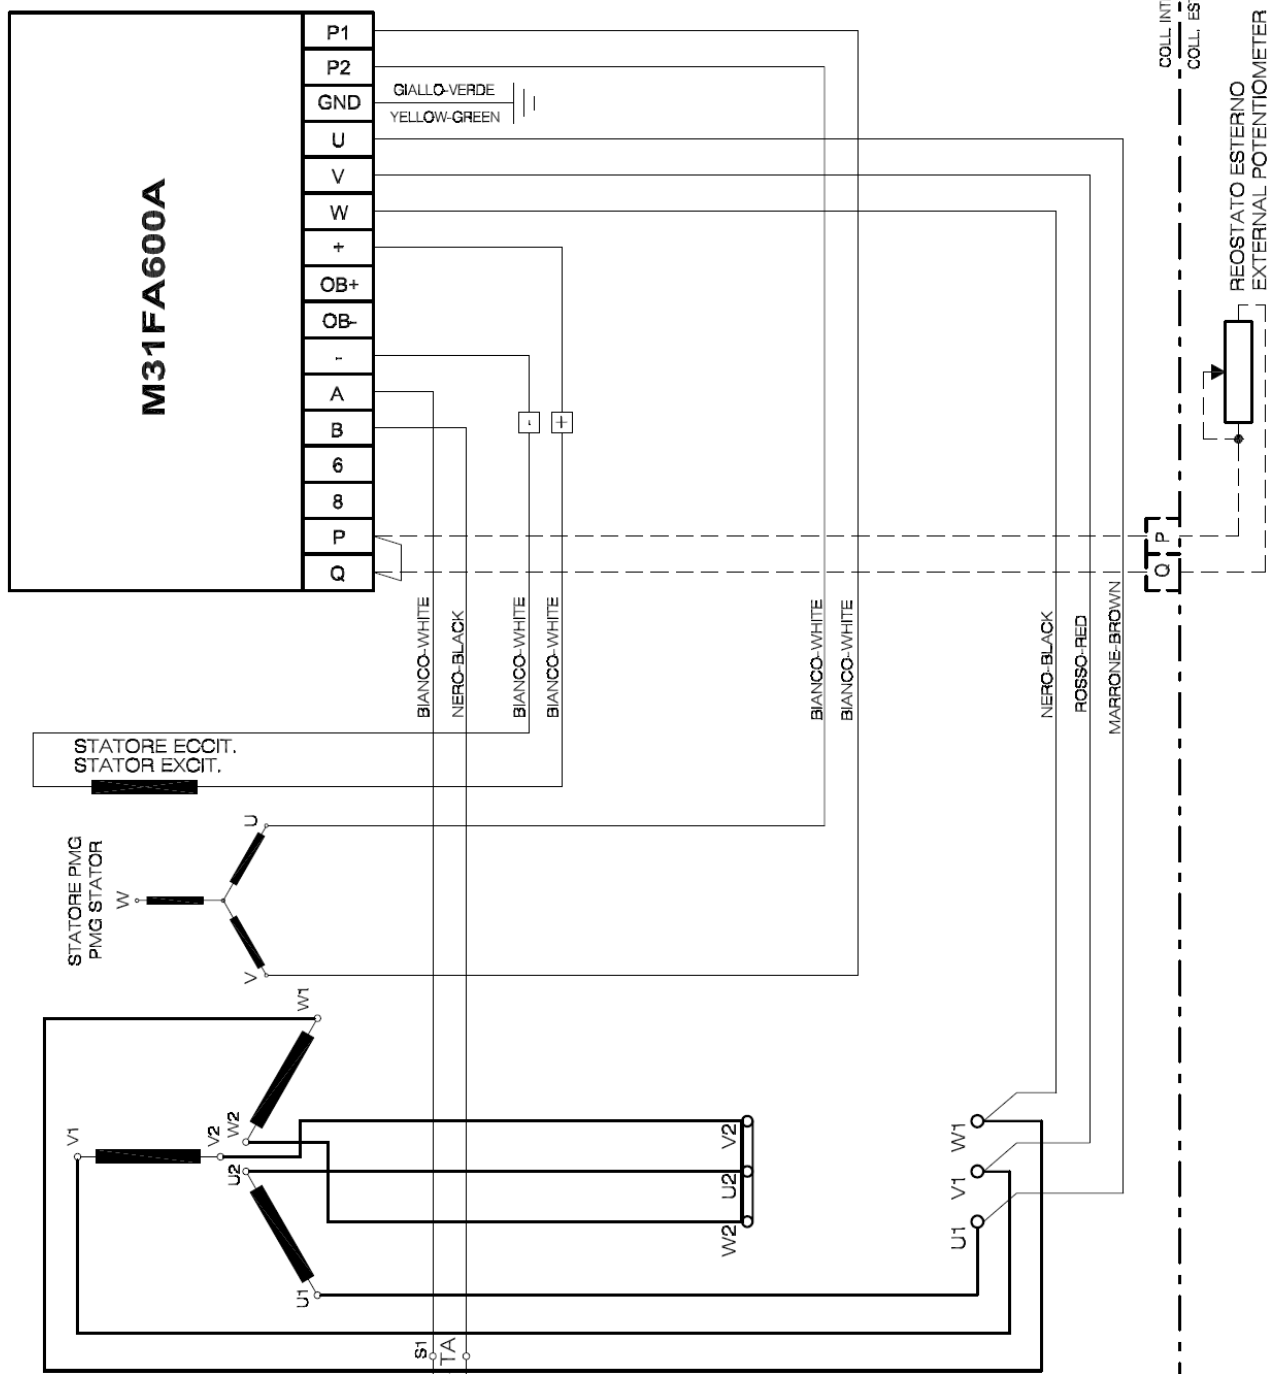 M31FA600A
P1
P2
GND
U
V
W
+
OB+
OB-
-
A
B
6
8
P
Q
GIALLO-VERDE
YELLOW-GREEN
COLL. INT
COLL. ES
REOSTATO ESTERNO
EXTERNAL POTENTIOMETER
- +
P
Q
BIANCO-WHITE
NERO-BLACK
BIANCO-WHITE
BIANCO-WHITE
BIANCO-WHITE
BIANCO-WHITE
NERO-BLACK
ROSSO-RED
MARRONE-BROWN
STATORE ECCIT.
STATOR EXCIT.
STATORE PMG
PMG STATOR
U
W
V
W1
V1
V2
W2
U2
U1
V2
U2
W2
W1
V1
U1
S1
TA